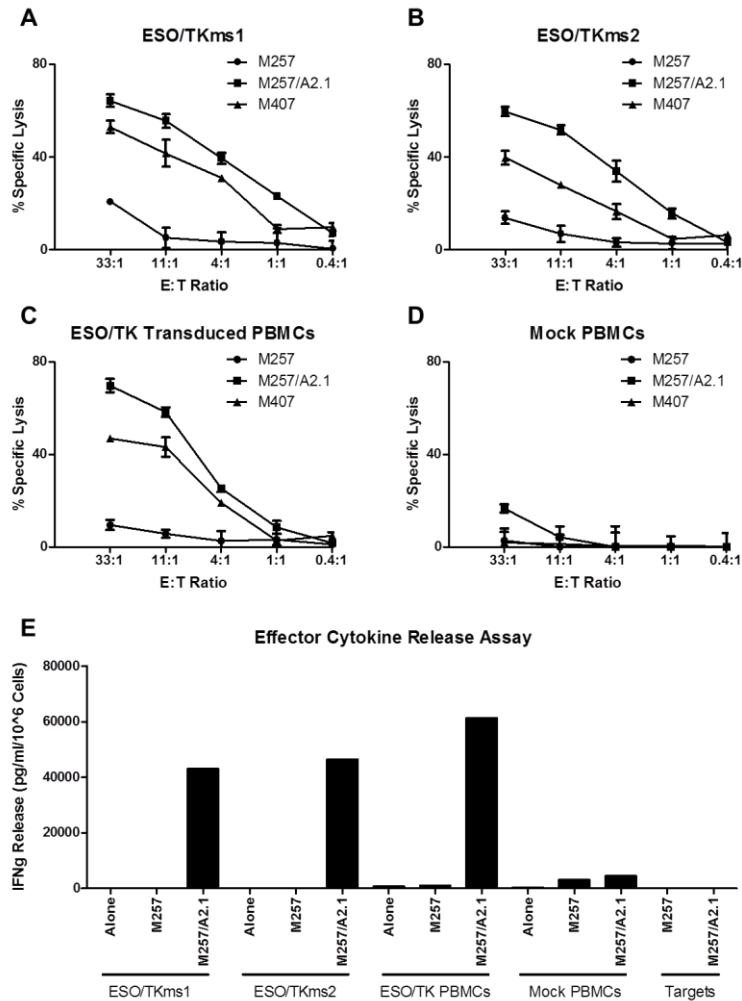 A
ESO/TKms1
M257
M257/A2.1
M407
80
40
0
% Specific Lysis
33:1
11:1
4:1
1:1
0.4:1
E:T Ratio
B
ESO/TKms2
M257
M257/A2.1
M407
80
40
0
% Specific Lysis
33:1
11:1
4:1
1:1
0.4:1
E:T Ratio
C
ESO/TK Transduced PBMCs
M257
M257/A2.1
M407
80
40
0
% Specific Lysis
33:1
11:1
4:1
1:1
0.4:1
E:T Ratio
D
Mock PBMCs
M257
M257/A2.1
M407
80
40
0
% Specific Lysis
33:1
11:1
4:1
1:1
0.4:1
E:T Ratio
E
Effector Cytokine Release Assay
IFNg Release (pg/ml/10^6 Cells)
80000
60000
40000
20000
0
Alone
M257
M257/A2.1
Alone
M257
M257/A2.1
Alone
M257
M257/A2.1
Alone
M257
M257/A2.1
M257
M257/A2.1
ESO/TKms1
ESO/TKms2
ESO/TK PBMCs
Mock PBMCs
Targets